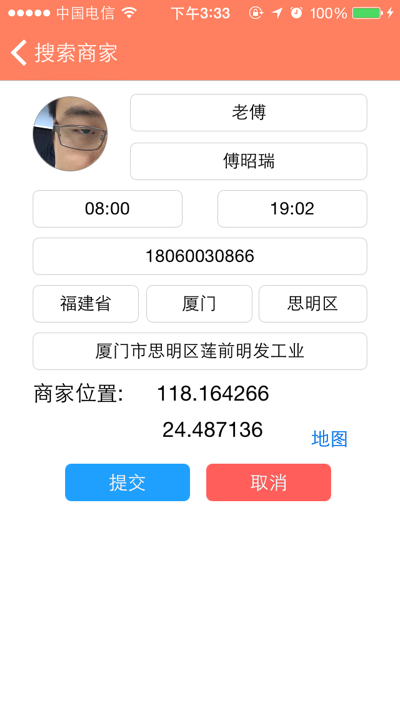 中国电信 下午3:33 100%
搜索商家
老傅
傅昭瑞
08:00 19:02
18060030866
福建省 厦门 思明区
厦门市思明区莲前明发工业
商家位置: 118.164266
24.487136
地图
提交 取消